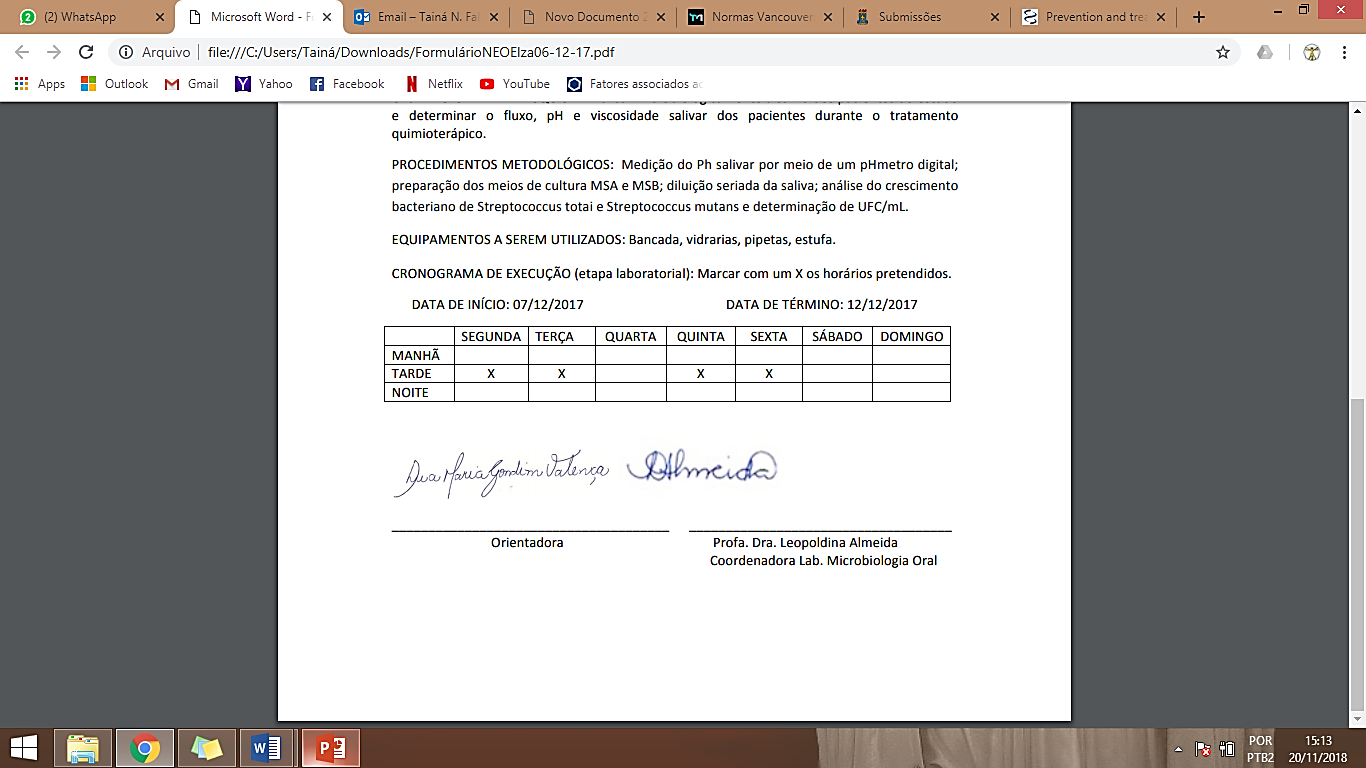 (2) WhatsApp
Microsoft Word - F
Email – Tainá N. Fa
Novo Documento 2
Normas Vancouver
Submissões
Prevention and tre
Arquivo | file:///C:/Users/Tainá/Downloads/FormulárioNEOElza06-12-17.pdf
Apps Outlook Gmail Yahoo Facebook Netflix YouTube Fatores associados ac
e determinar o fluxo, pH e viscosidade salivar dos pacientes durante o tratamento
quimioterápico.
PROCEDIMENTOS METODOLÓGICOS: Medição do Ph salivar por meio de um pHmetro digital;
preparação dos meios de cultura MSA e MSB; diluição seriada da saliva; análise do crescimento
bacteriano de Streptococcus totai e Streptococcus mutans e determinação de UFC/mL.
EQUIPAMENTOS A SEREM UTILIZADOS: Bancada, vidrarias, pipetas, estufa.
CRONOGRAMA DE EXECUÇÃO (etapa laboratorial): Marcar com um X os horários pretendidos.
DATA DE INÍCIO: 07/12/2017 DATA DE TÉRMINO: 12/12/2017
SEGUNDA TERÇA QUARTA QUINTA SEXTA SÁBADO DOMINGO
MANHÃ
TARDE X X X X
NOITE
Maria Gondim Valença Almeida
Orientadora Profa. Dra. Leopoldina Almeida
Coordenadora Lab. Microbiologia Oral
POR 15:13
PTB2 20/11/2018